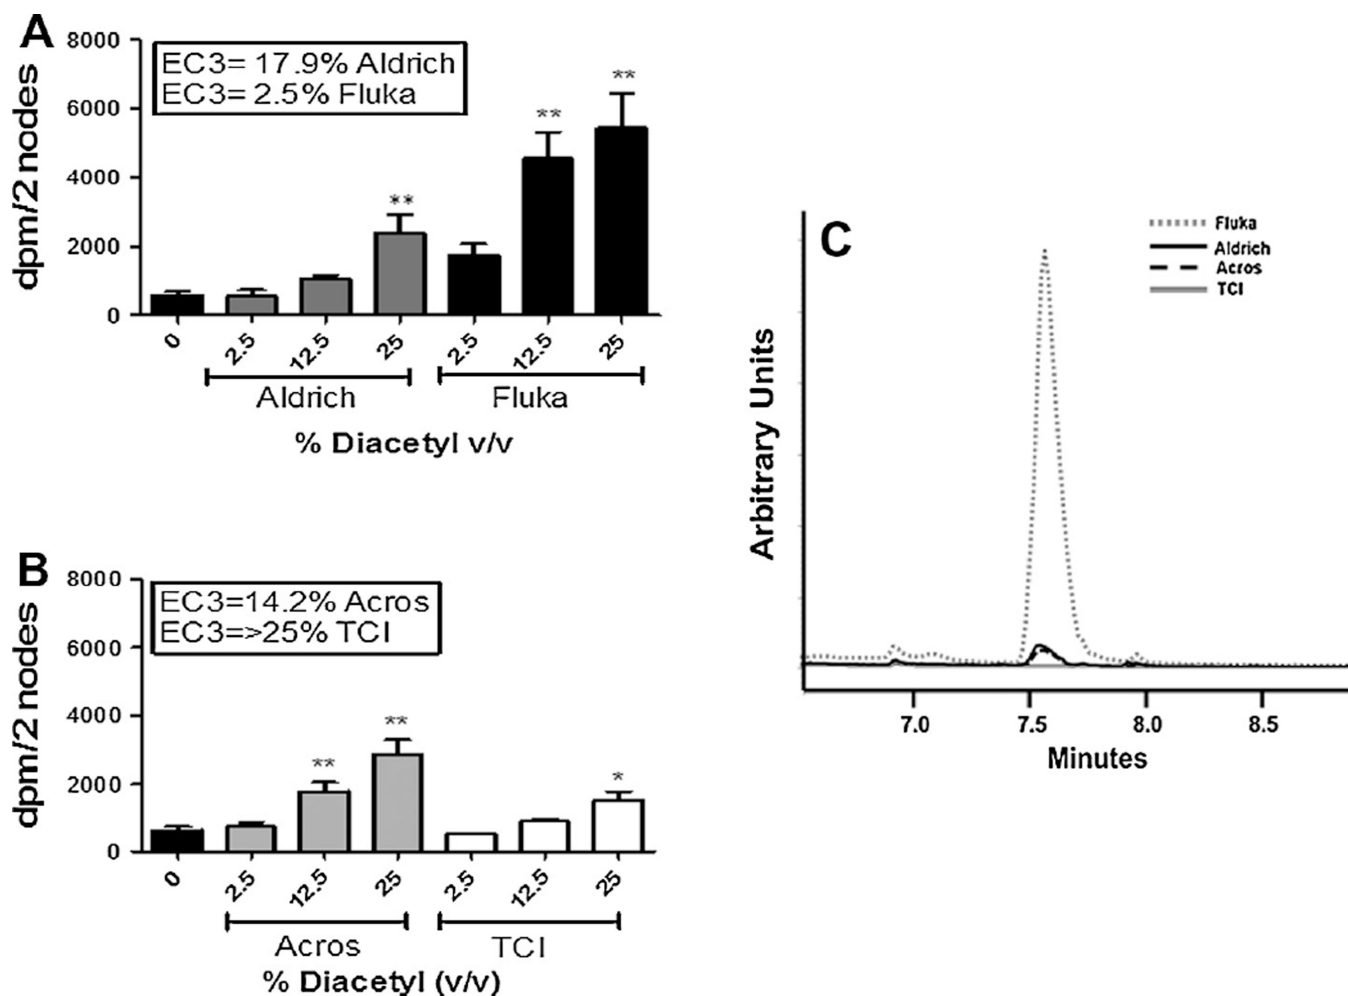 A
8000
6000
4000
2000
0
dpm/2 nodes
EC3= 17.9% Aldrich
EC3= 2.5% Fluka
**
**
**
0
2.5
12.5
25
2.5
12.5
25
Aldrich
Fluka
% Diacetyl v/v
B
8000
6000
4000
2000
0
dpm/2 nodes
EC3=14.2% Acros
EC3=>25% TCI
**
**
*
0
2.5
12.5
25
2.5
12.5
25
Acros
TCI
% Diacetyl (v/v)
C
Fluka
Aldrich
Acros
TCI
Arbitrary Units
7.0
7.5
8.0
8.5
Minutes